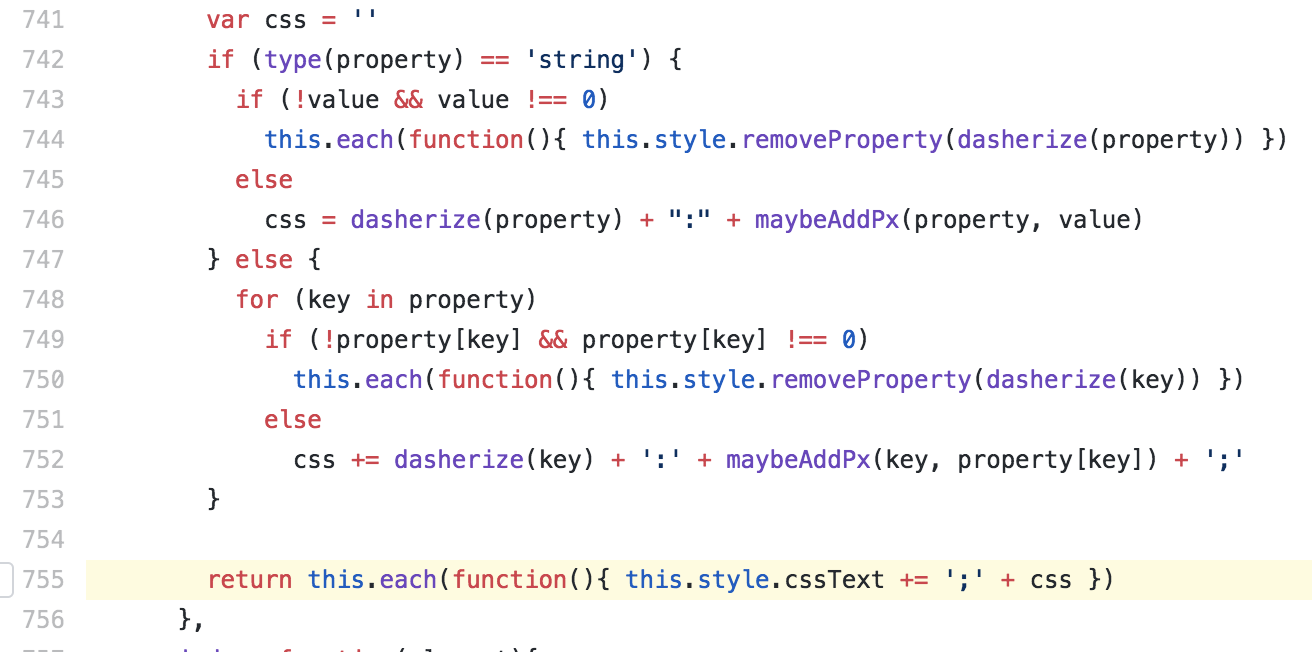 741 var css = ''
742 if (type(property) == 'string') {
743 if (!value && value !== 0)
744 this.each(function(){ this.style.removeProperty(dasherize(property)) })
745 else
746 css = dasherize(property) + ":" + maybeAddPx(property, value)
747 } else {
748 for (key in property)
749 if (!property[key] && property[key] !== 0)
750 this.each(function(){ this.style.removeProperty(dasherize(key)) })
751 else
752 css += dasherize(key) + ':' + maybeAddPx(key, property[key]) + ';'
753 }
754
755 return this.each(function(){ this.style.cssText += ';' + css })
756 },